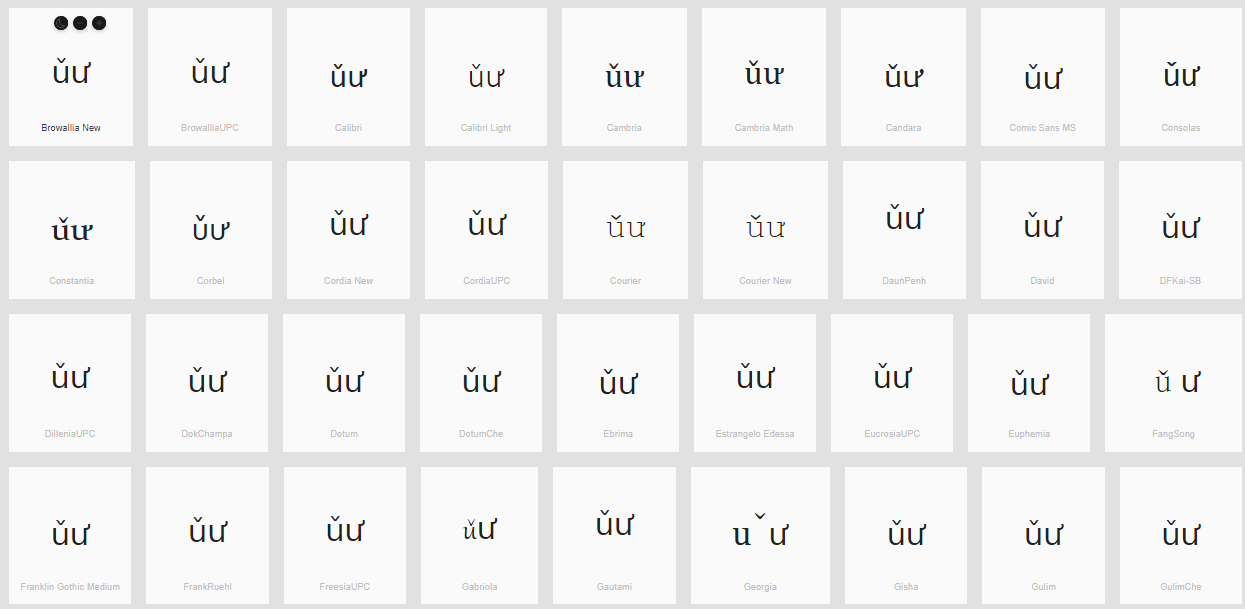 ǔư ǔư ǔư ǔư ǔư ǔư ǔư ǔư ǔư
Browallia New BrowalliaUPC Calibri Calibri Light Cambria Cambria Math Candara Comic Sans MS Consolas
ǔư ǔư ǔư ǔư ǔư ǔư ǔư ǔư ǔư
Constantia Corbel Cordia New CordiaUPC Courier Courier New DaunPenh David DFKai-SB
ǔư ǔư ǔư ǔư ǔư ǔư ǔư ǔư ǔ ư
DilleniaUPC DokChampa Dotum DotumChe Ebrima Estrangelo Edessa EucrosiaUPC Euphemia FangSong
ǔư ǔư ǔư ǔư ǔư u ˇ ư ǔư ǔư ǔư
Franklin Gothic Medium FrankRuehl FreesiaUPC Gabriola Gautami Georgia Gisha Gulim GulimChe